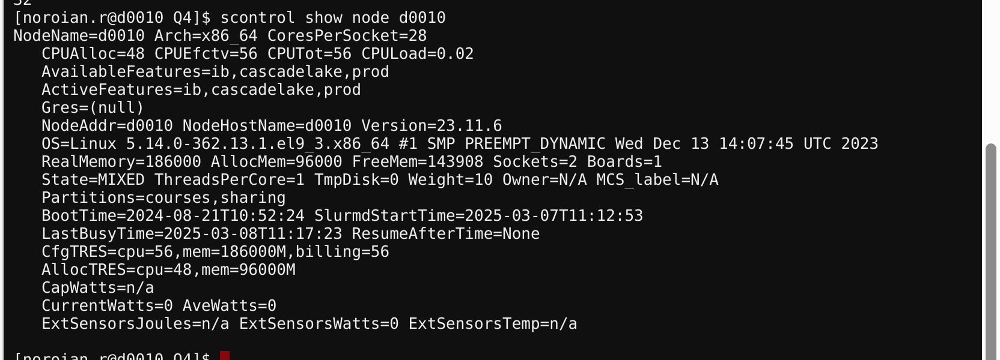 32
[noroian.r@d0010 Q4]$ scontrol show node d0010
NodeName=d0010 Arch=x86_64 CoresPerSocket=28
   CPUAlloc=48 CPUEfctv=56 CPUTot=56 CPULoad=0.02
   AvailableFeatures=ib,cascadelake,prod
   ActiveFeatures=ib,cascadelake,prod
   Gres=(null)
   NodeAddr=d0010 NodeHostName=d0010 Version=23.11.6
   OS=Linux 5.14.0-362.13.1.el9_3.x86_64 #1 SMP PREEMPT_DYNAMIC Wed Dec 13 14:07:45 UTC 2023
   RealMemory=186000 AllocMem=96000 FreeMem=143908 Sockets=2 Boards=1
   State=MIXED ThreadsPerCore=1 TmpDisk=0 Weight=10 Owner=N/A MCS_label=N/A
   Partitions=courses,sharing
   BootTime=2024-08-21T10:52:24 SlurmdStartTime=2025-03-07T11:12:53
   LastBusyTime=2025-03-08T11:17:23 ResumeAfterTime=None
   CfgTRES=cpu=56,mem=186000M,billing=56
   AllocTRES=cpu=48,mem=96000M
   CapWatts=n/a
   CurrentWatts=0 AveWatts=0
   ExtSensorsJoules=n/a ExtSensorsWatts=0 ExtSensorsTemp=n/a
[noroian.r@d0010 Q4]$